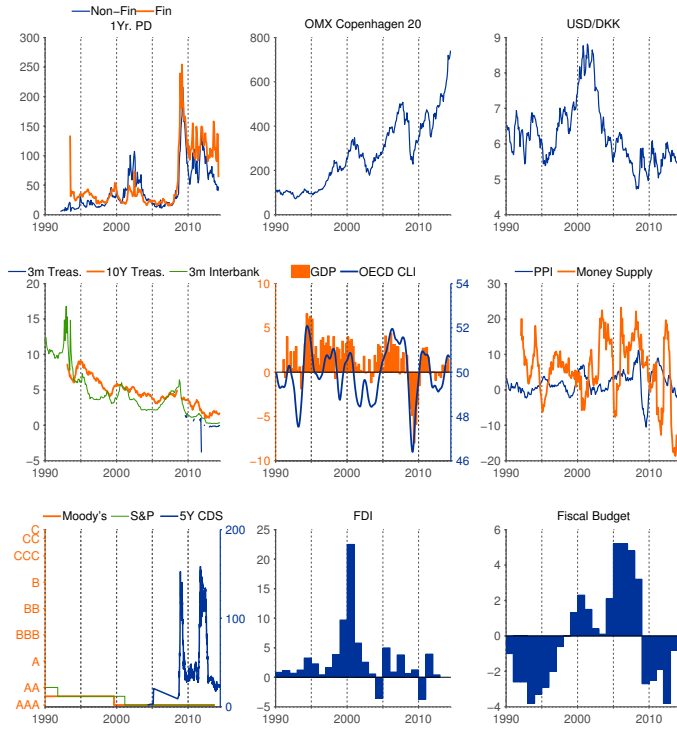 Non−Fin Fin
1Yr. PD
300
250
200
150
100
50
0
1990 2000 2010
OMX Copenhagen 20
800
600
400
200
0
1990 2000 2010
USD/DKK
9
8
7
6
5
4
1990 2000 2010
3m Treas. 10Y Treas. 3m Interbank
20
15
10
5
0
−5
1990 2000 2010
GDP OECD CLI
10
5
0
−5
−10
54
52
50
48
46
1990 2000 2010
PPI Money Supply
30
20
10
0
−10
−20
1990 2000 2010
Moody's S&P 5Y CDS
C
CC
CCC
B
BB
BBB
A
AA
AAA
200
100
0
1990 2000 2010
FDI
25
20
15
10
5
0
−5
1990 2000 2010
Fiscal Budget
6
4
2
0
−2
−4
1990 2000 2010